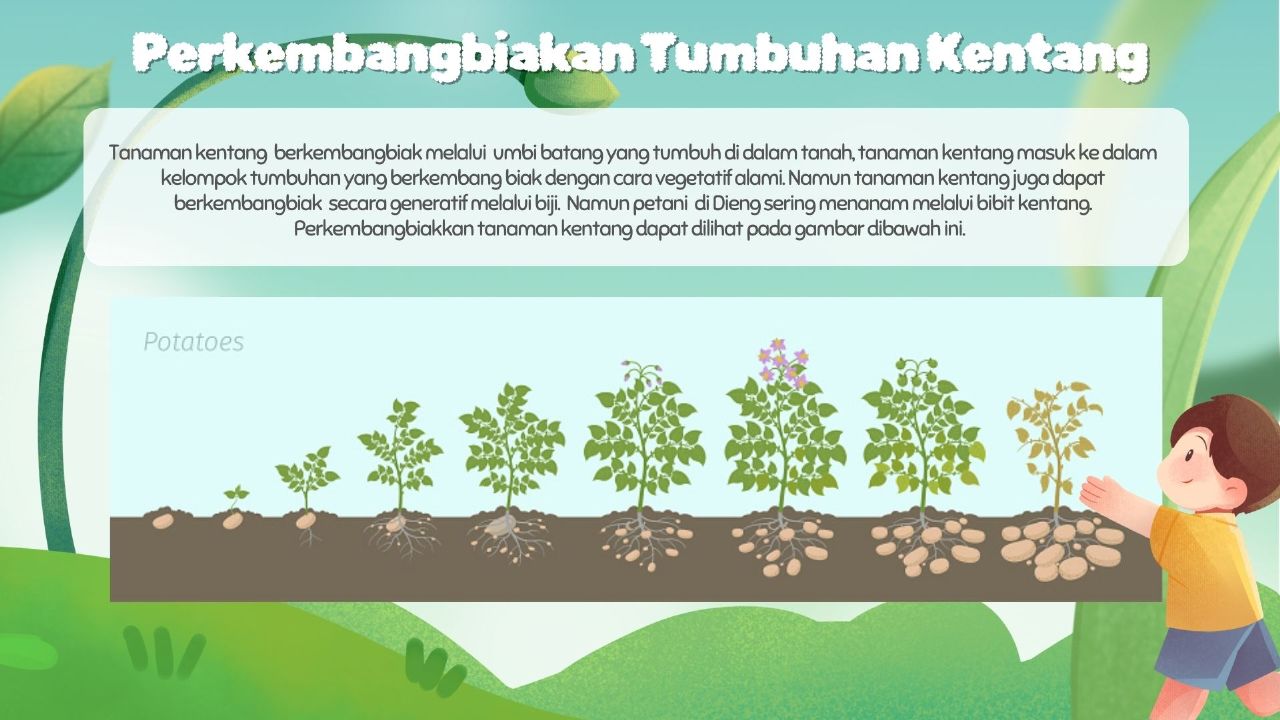 Perkembangbiakan Tumbuhan Kentang
Tanaman kentang berkembangbiak melalui umbi batang yang tumbuh di dalam tanah, tanaman kentang masuk ke dalam
kelompok tumbuhan yang berkembang biak dengan cara vegetatif alami. Namun tanaman kentang juga dapat
berkembangbiak secara generatif melalui biji. Namun petani di Dieng sering menanam melalui bibit kentang.
Perkembangbiakkan tanaman kentang dapat dilihat pada gambar dibawah ini.
Potatoes